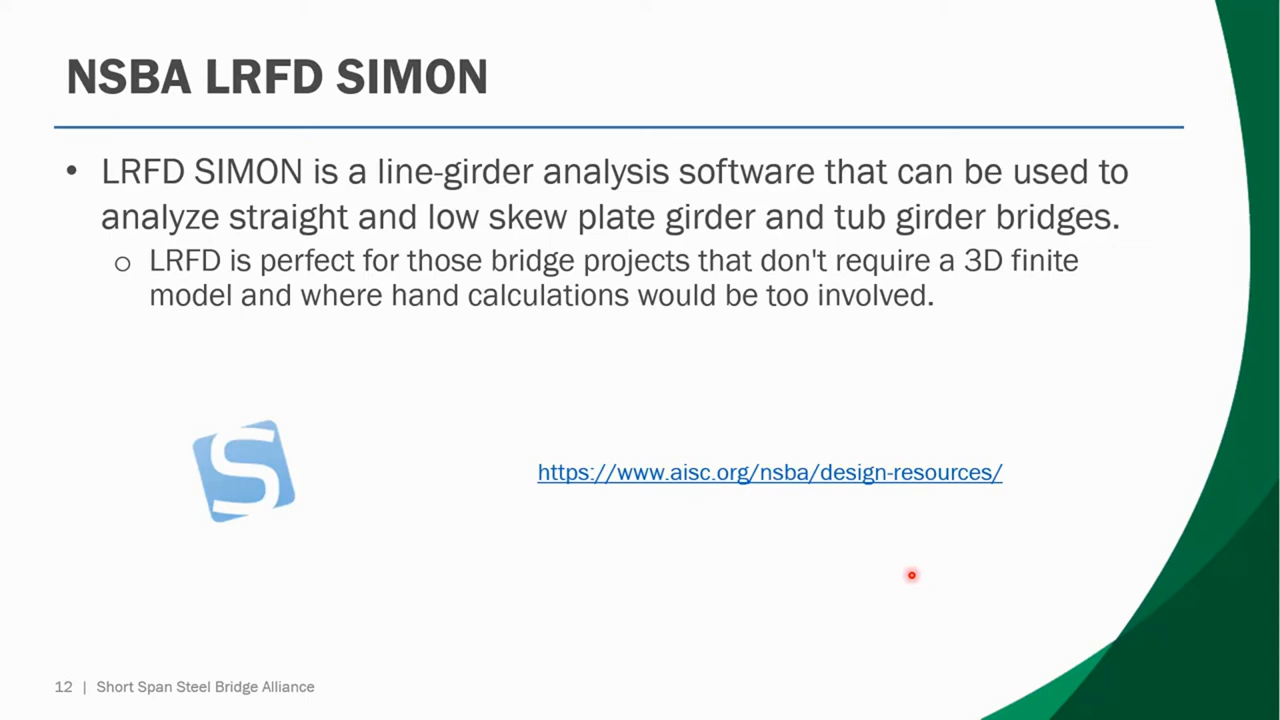 NSBA LRFD SIMON
• LRFD SIMON is a line-girder analysis software that can be used to
analyze straight and low skew plate girder and tub girder bridges.
o LRFD is perfect for those bridge projects that don't require a 3D finite
model and where hand calculations would be too involved.
S
https://www.aisc.org/nsba/design-resources/
12 | Short Span Steel Bridge Alliance